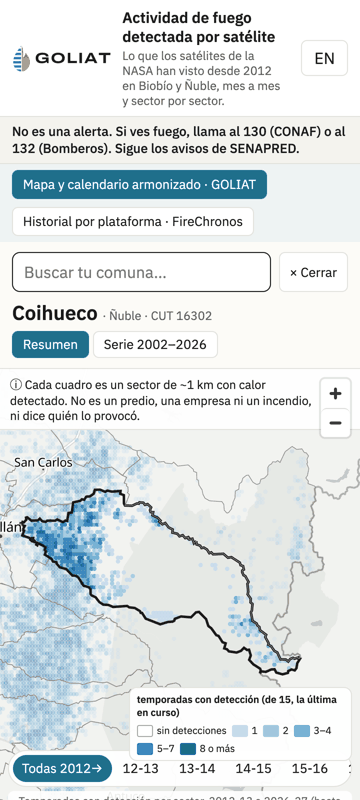 GOLIAT
Actividad de fuego
detectada por satélite
Lo que los satélites de la
NASA han visto desde 2012
en Biobío y Ñuble, mes a mes
y sector por sector.
EN
No es una alerta. Si ves fuego, llama al 130 (CONAF) o al
132 (Bomberos). Sigue los avisos de SENAPRED.
Mapa y calendario armonizado · GOLIAT
Historial por plataforma · FireChronos
Buscar tu comuna...
× Cerrar
Coihueco · Ñuble · CUT 16302
Resumen
Serie 2002–2026
ⓘ Cada cuadro es un sector de ~1 km con calor
detectado. No es un predio, una empresa ni un incendio,
ni dice quién lo provocó.
+
−
San Carlos
llán
temporadas con detección (de 15, la última
en curso)
sin detecciones 1 2 3–4
5–7 8 o más
Todas 2012→ 12-13 13-14 14-15 15-16